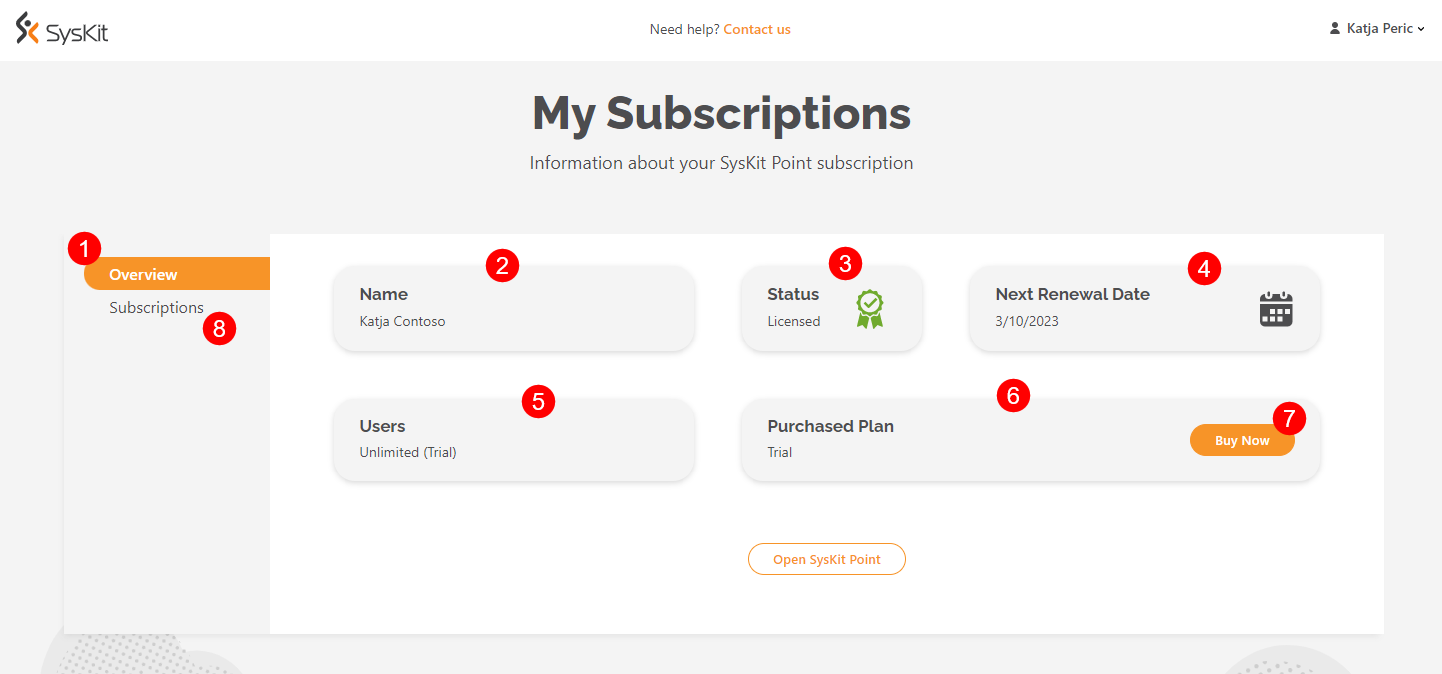 SysKit
Need help? Contact us
Katja Peric
My Subscriptions
Information about your SysKit Point subscription
1
Overview
Subscriptions
8
2
Name
Katja Contoso
3
Status
Licensed
4
Next Renewal Date
3/10/2023
5
Users
Unlimited (Trial)
6
Purchased Plan
Trial
7
Buy Now
Open SysKit Point